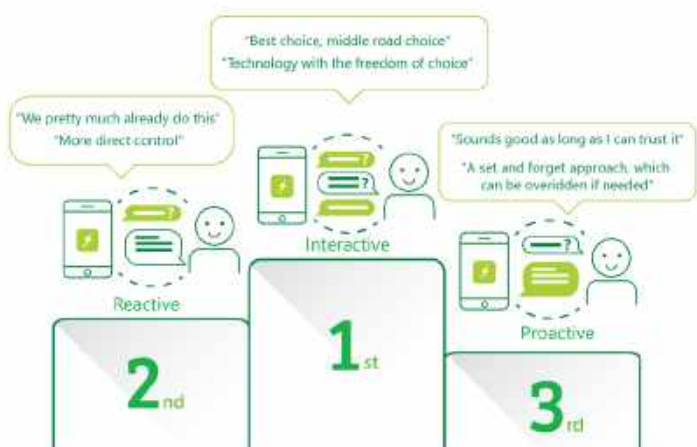 "Best choice, middle road choice"
"Technology with the freedom of choice"
"We pretty much already do this"
"More direct control"
"Sounds good as long as I can trust it"
"A set and forget approach, which
can be overidden if needed"
?
?
Interactive
?
Reactive
?
Proactive
1st
2nd
3rd